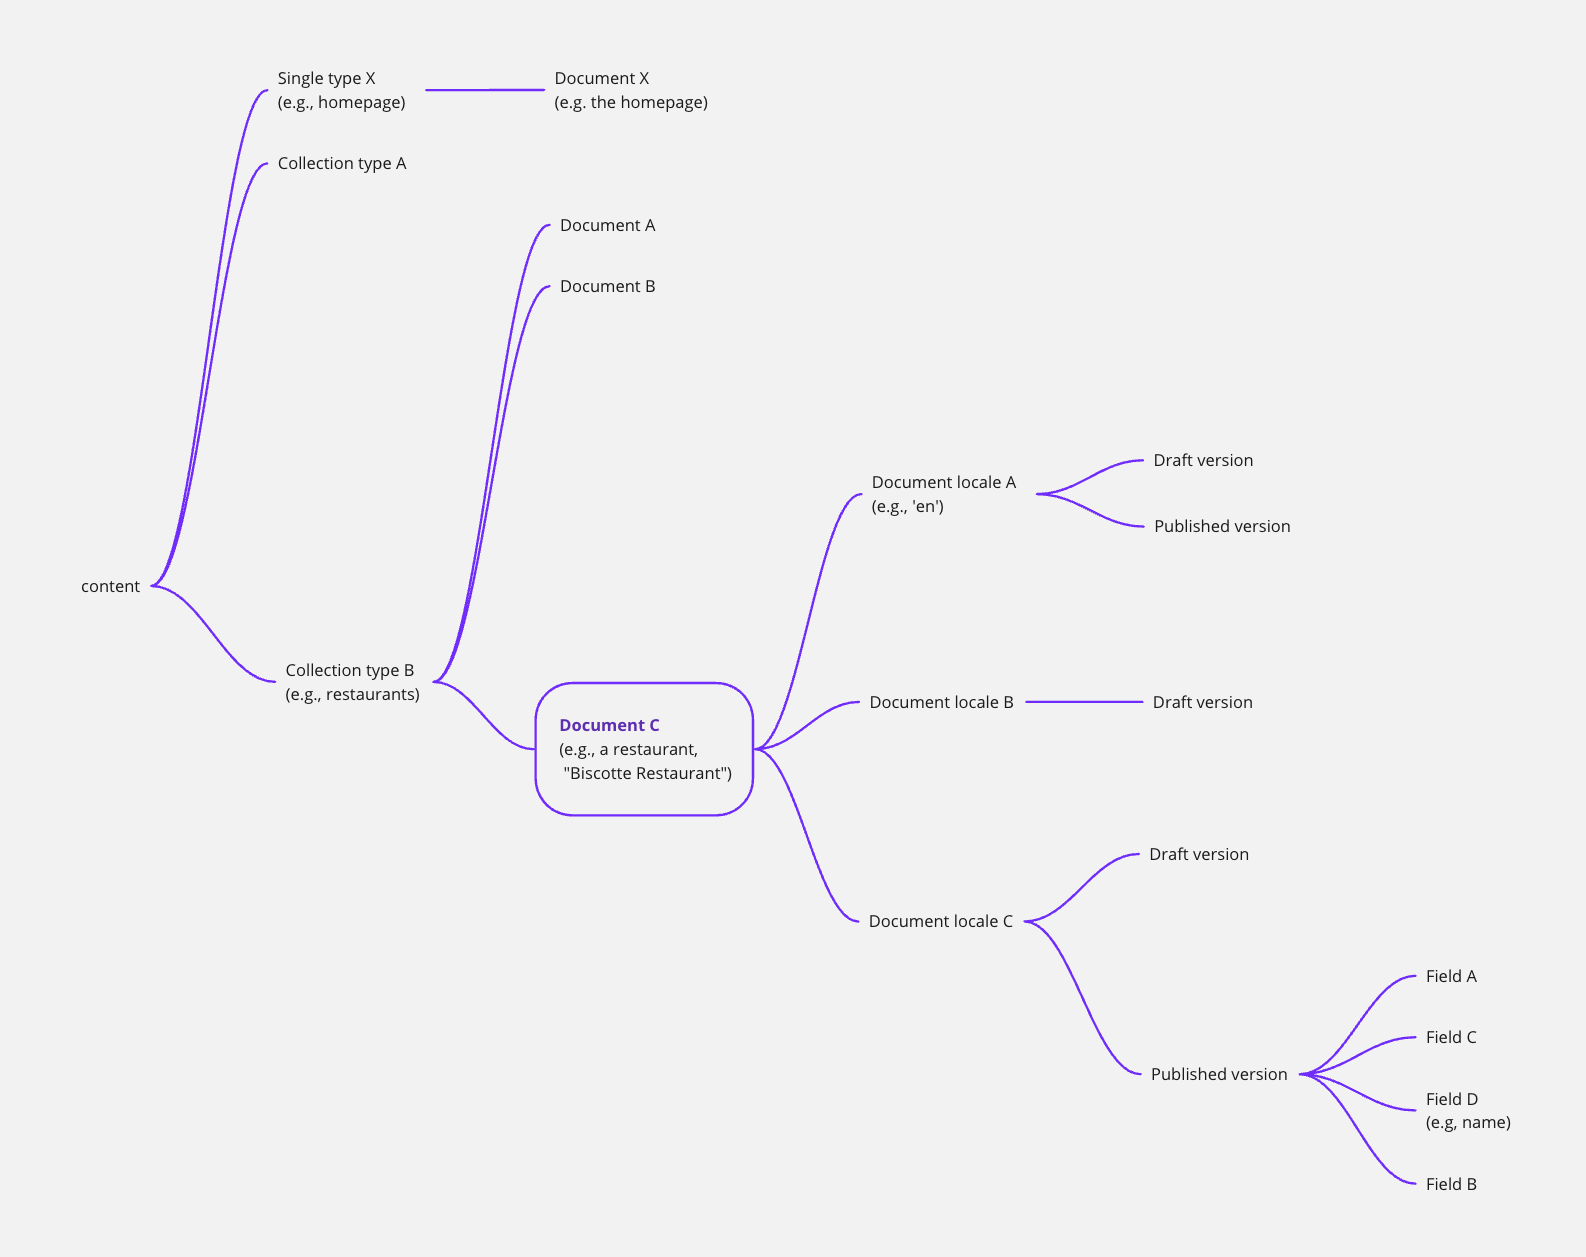 Single type X
(e.g., homepage)
Document X
(e.g. the homepage)
Collection type A
Document A
Document B
Document locale A
(e.g., 'en')
Draft version
Published version
content
Collection type B
(e.g., restaurants)
Document C
(e.g., a restaurant,
"Biscotte Restaurant")
Document locale B
Draft version
Document locale C
Draft version
Published version
Field A
Field C
Field D
(e.g, name)
Field B